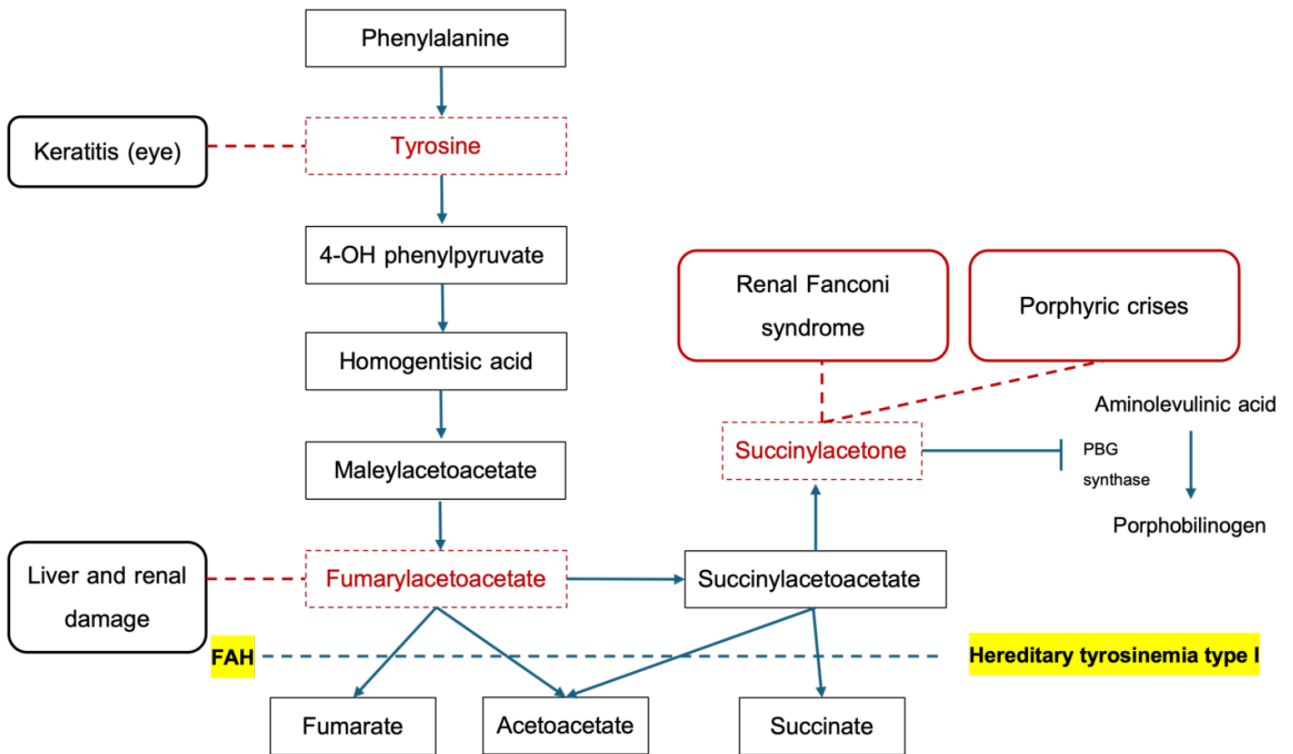 Phenylalanine
Keratitis (eye)
Tyrosine
4-OH phenylpyruvate
Renal Fanconi
syndrome
Porphyric crises
Homogentisic acid
Aminolevulinic acid
Maleylacetoacetate
Succinylacetone
PBG
synthase
Porphobilinogen
Liver and renal
damage
Fumarylacetoacetate
Succinylacetoacetate
FAH
Hereditary tyrosinemia type I
Fumarate
Acetoacetate
Succinate